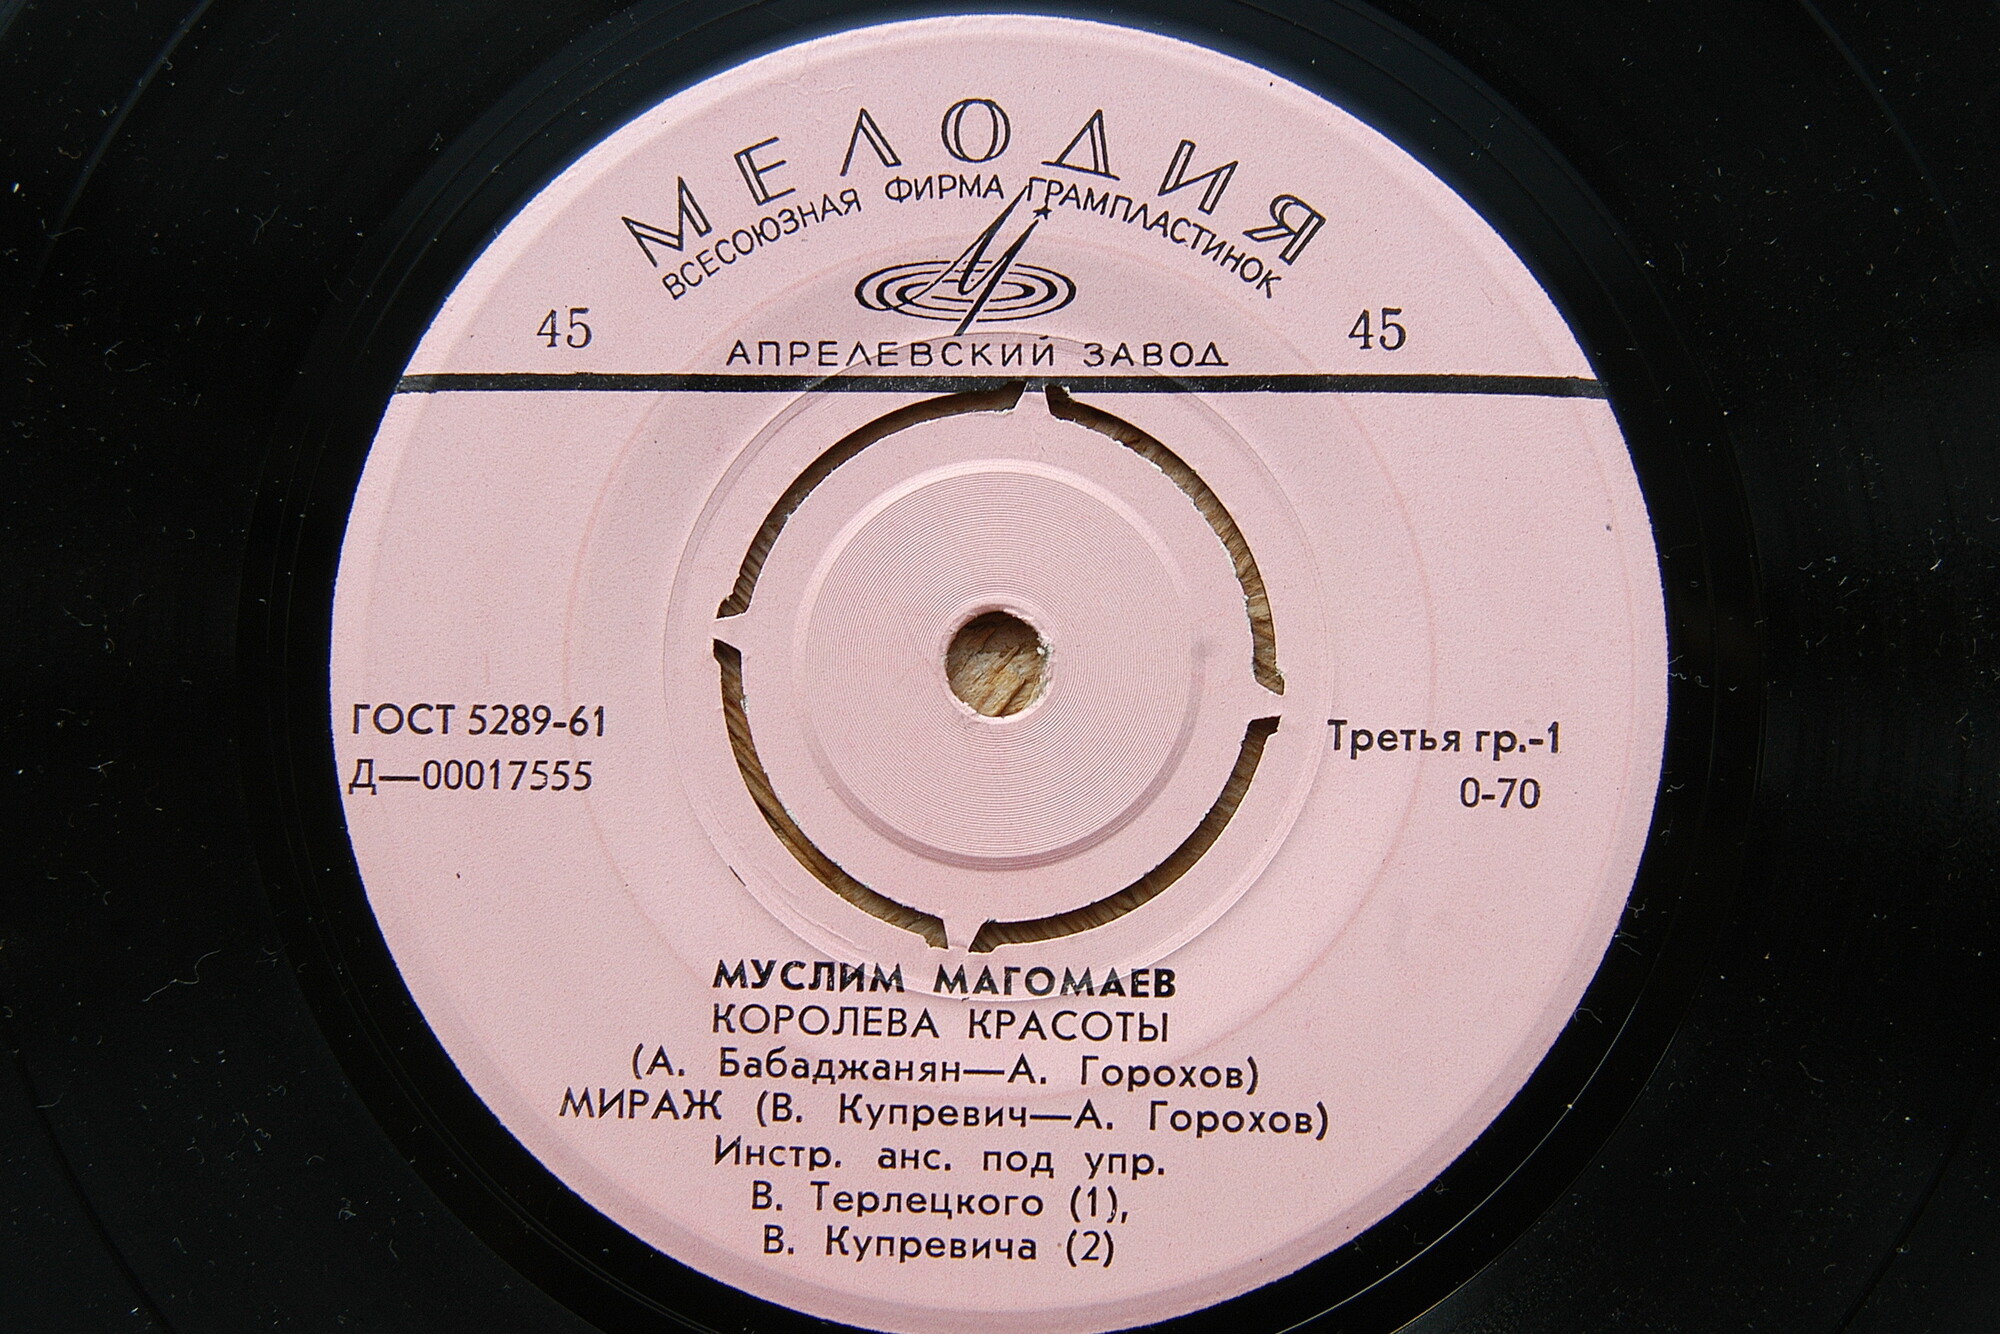 МЕЛОДИЯ
ВСЕСОЮЗНАЯ ФИРМА ГРАМПЛАСТИНОК
45 45
АПРЕЛЕВСКИЙ ЗАВОД
ГОСТ 5289-61
Д—00017555
Третья гр.-1
0-70
МУСЛИМ МАГОМАЕВ
КОРОЛЕВА КРАСОТЫ
(А. Бабаджанян—А. Горохов)
МИРАЖ (В. Купревич—А. Горохов)
Инстр. анс. под упр.
В. Терлецкого (1),
В. Купревича (2)